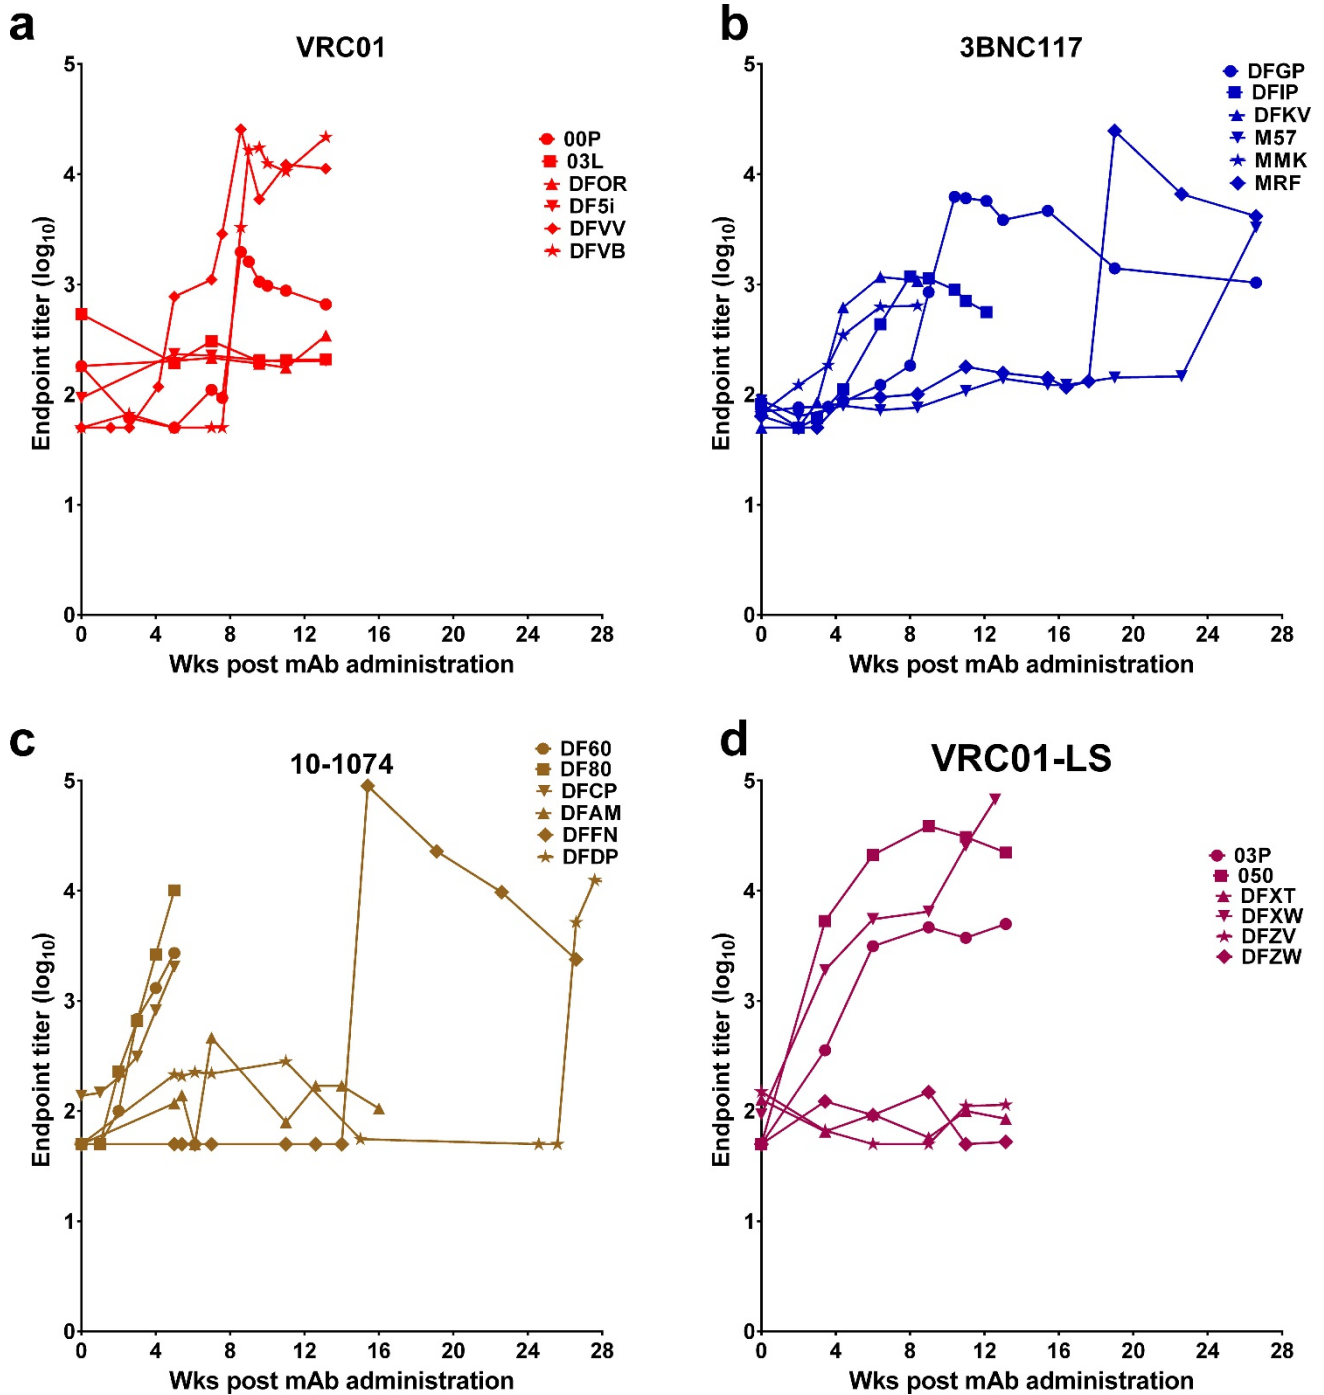 a
VRC01
Endpoint titer (log10)
5
4
3
2
1
0
0 4 8 12 16 20 24 28
Wks post mAb administration
00P
03L
DFOR
DF5i
DFVV
DFVB
b
3BNC117
Endpoint titer (log10)
5
4
3
2
1
0
0 4 8 12 16 20 24 28
Wks post mAb administration
DFGP
DFIP
DFKV
M57
MMK
MRF
c
10-1074
Endpoint titer (log10)
5
4
3
2
1
0
0 4 8 12 16 20 24 28
Wks post mAb administration
DF60
DF80
DFCP
DFAM
DFFN
DFDP
d
VRC01-LS
Endpoint titer (log10)
5
4
3
2
1
0
0 4 8 12 16 20 24 28
Wks post mAb administration
03P
050
DFXT
DFXW
DFZV
DFZW